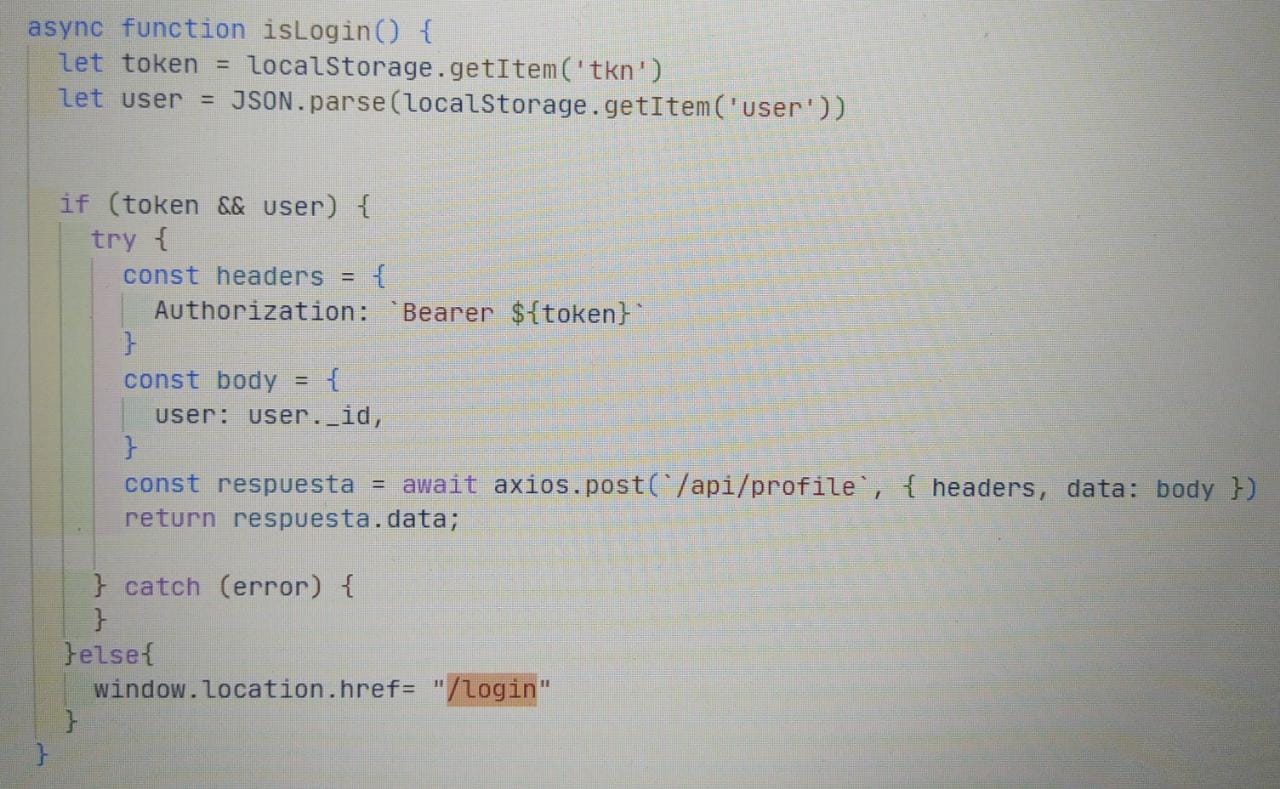 async function isLogin() {
let token = localStorage.getItem('tkn')
let user = JSON.parse(localStorage.getItem('user'))
if (token && user) {
try {
const headers = {
Authorization: `Bearer ${token}`
}
const body = {
user: user._id,
}
const respuesta = await axios.post(`/api/profile`, { headers, data: body })
return respuesta.data;
} catch (error) {
}
}else{
window.location.href= "/login"
}
}